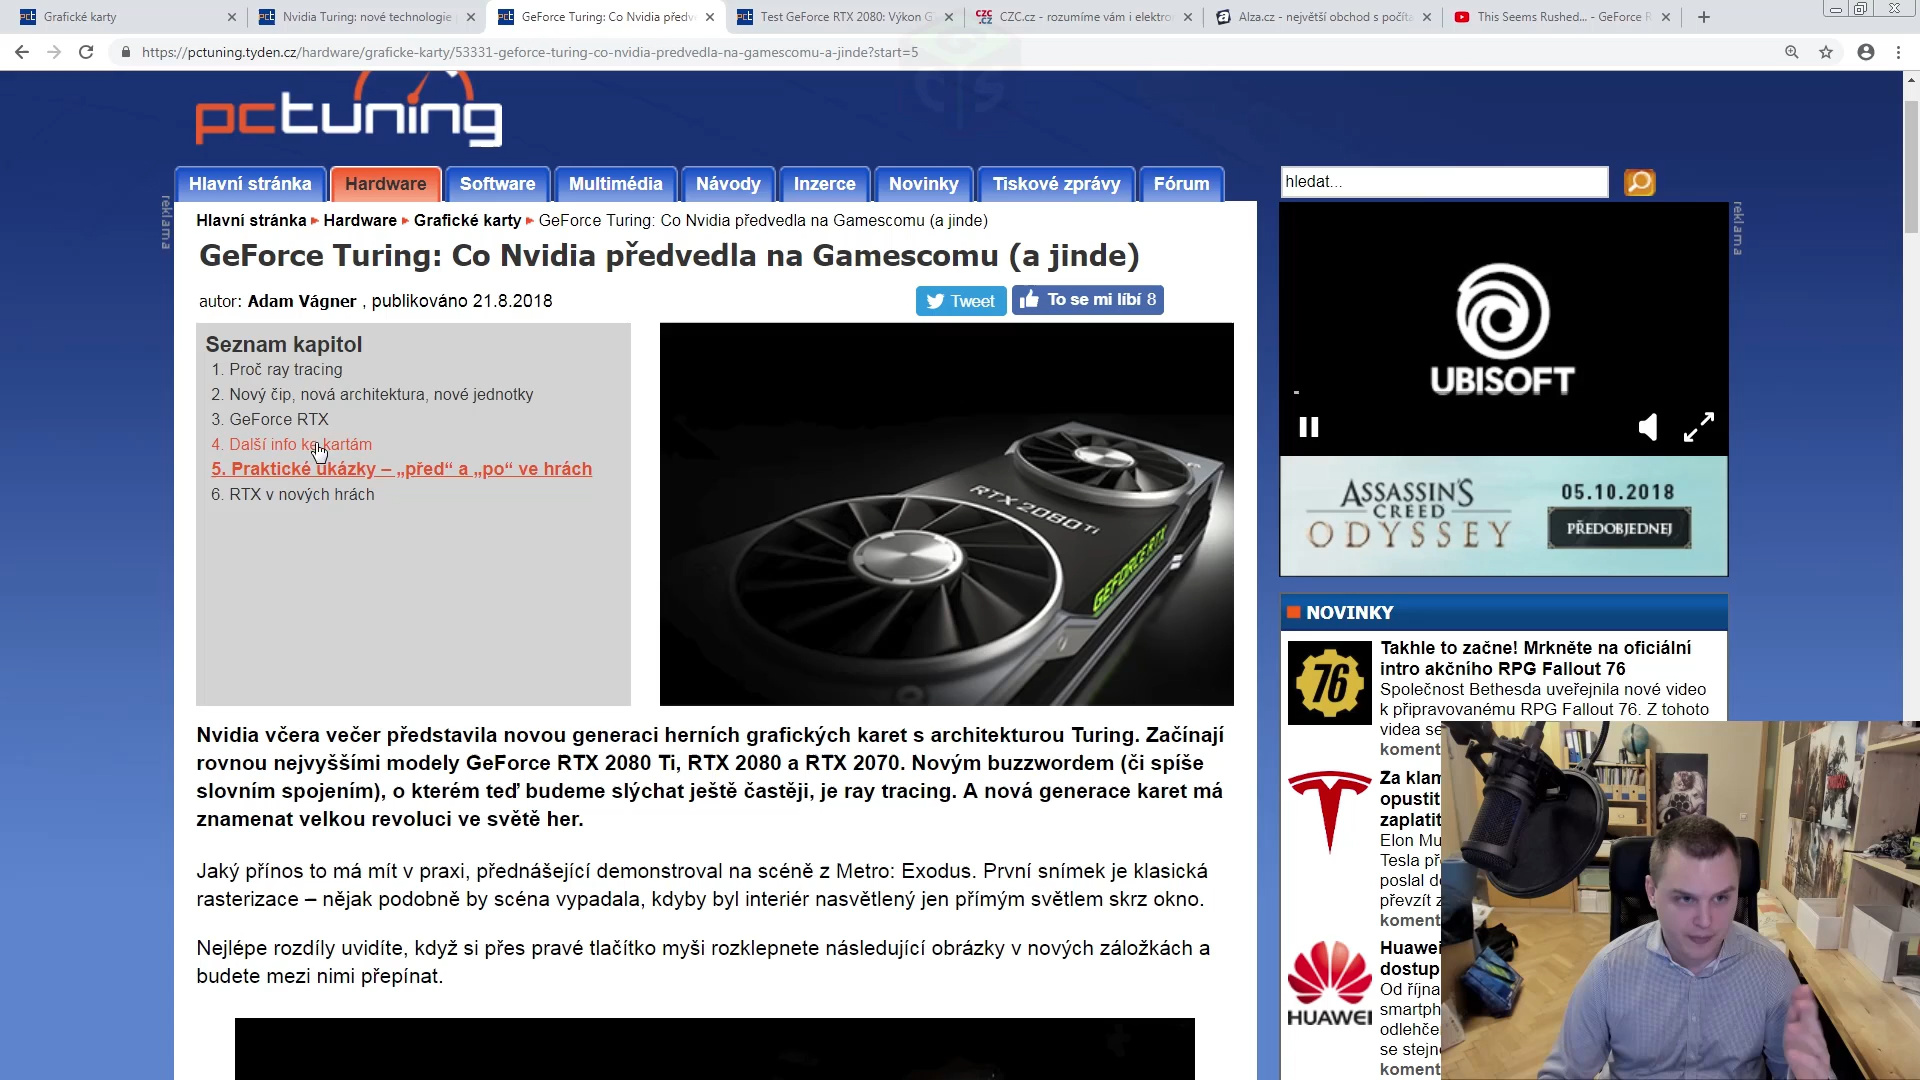 Grafické karty
Nvidia Turing: nové technologie
GeForce Turing: Co Nvidia předv
Test GeForce RTX 2080: Výkon G
CZC.cz - rozumíme vám i elektro
Alza.cz - největší obchod s počíta
This Seems Rushed... - GeForce R
https://pctuning.tyden.cz/hardware/graficke-karty/53331-geforce-turing-co-nvidia-predvedla-na-gamescomu-a-jinde?start=5
pctuning
Hlavní stránka
Hardware
Software
Multimédia
Návody
Inzerce
Novinky
Tiskové zprávy
Fórum
hledat...
reklama
reklama
Hlavní stránka Hardware Grafické karty GeForce Turing: Co Nvidia předvedla na Gamescomu (a jinde)
GeForce Turing: Co Nvidia předvedla na Gamescomu (a jinde)
autor: Adam Vágner , publikováno 21.8.2018
Tweet
To se mi líbí 8
Seznam kapitol
1. Proč ray tracing
2. Nový čip, nová architektura, nové jednotky
3. GeForce RTX
4. Další info ke kartám
5. Praktické ukázky – „před“ a „po“ ve hrách
6. RTX v nových hrách
RTX 2080 Ti
GEFORCE RTX
UBISOFT
ASSASSIN'S
CREED
ODYSSEY
05.10.2018
PŘEDOBJEDNEJ
NOVINKY
76
Takhle to začne! Mrkněte na oficiální
intro akčního RPG Fallout 76
Společnost Bethesda uveřejnila nové video
k připravovanému RPG Fallout 76. Z tohoto
videa se
koment
Za klam
opustit
zaplatit
Elon Mu
Tesla př
poslal d
převzít z
koment
HUAWEI
Huawei
dostup
Od října
smartph
odlehče
se stejn
koment
Nvidia včera večer představila novou generaci herních grafických karet s architekturou Turing. Začínají
rovnou nejvyššími modely GeForce RTX 2080 Ti, RTX 2080 a RTX 2070. Novým buzzwordem (či spíše
slovním spojením), o kterém teď budeme slýchat ještě častěji, je ray tracing. A nová generace karet má
znamenat velkou revoluci ve světě her.
Jaký přínos to má mít v praxi, přednášející demonstroval na scéně z Metro: Exodus. První snímek je klasická
rasterizace – nějak podobně by scéna vypadala, kdyby byl interiér nasvětlený jen přímým světlem skrz okno.
Nejlépe rozdíly uvidíte, když si přes pravé tlačítko myši rozklepnete následující obrázky v nových záložkách a
budete mezi nimi přepínat.